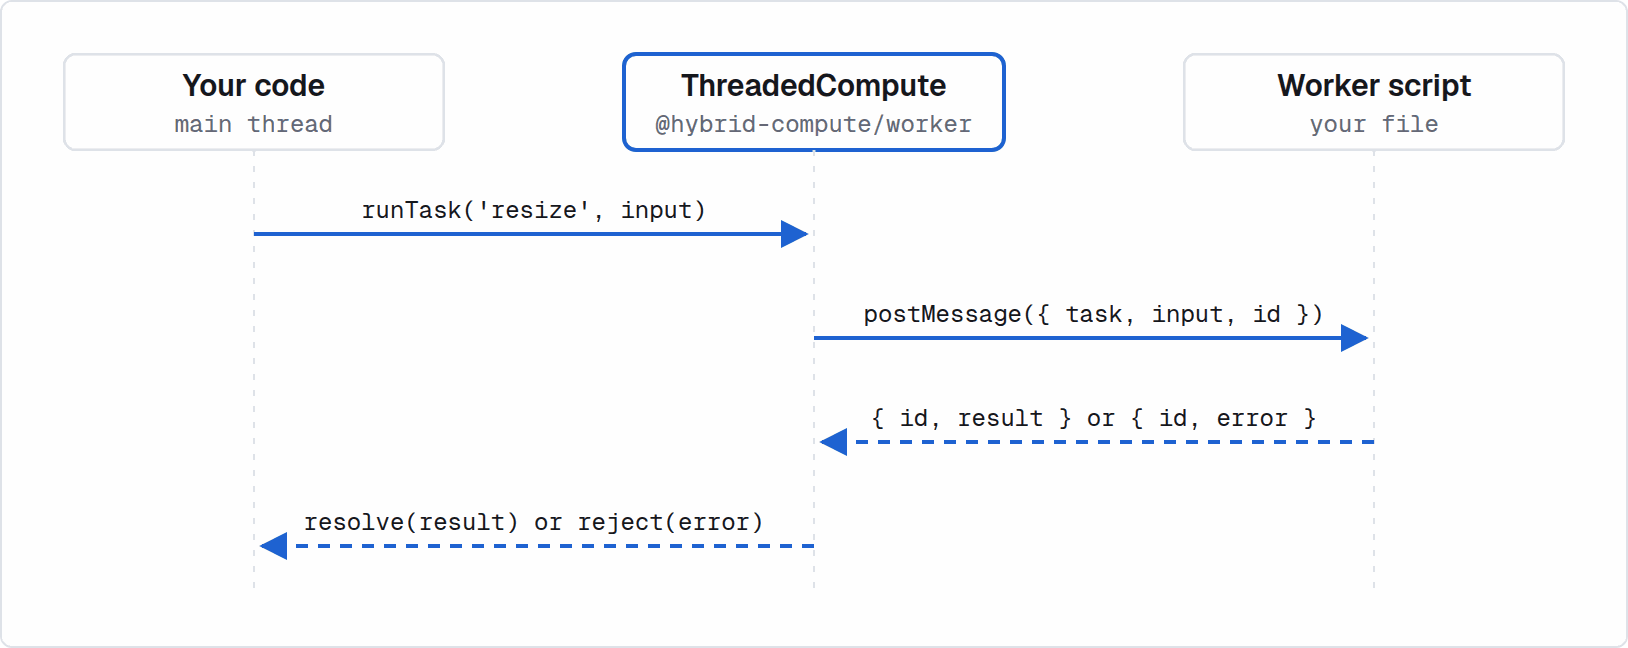 Your code
main thread
ThreadedCompute
@hybrid-compute/worker
Worker script
your file
runTask('resize', input)
postMessage({ task, input, id })
{ id, result } or { id, error }
resolve(result) or reject(error)